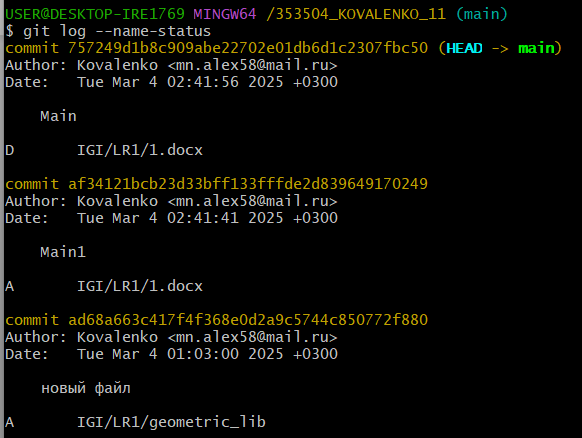 USER@DESKTOP-IRE1769 MINGW64 /353504_KOVALENKO_11 (main)
$ git log --name-status
commit 757249d1b8c909abe22702e01db6d1c2307fbc50 (HEAD -> main)
Author: Kovalenko <mn.alex58@mail.ru>
Date:   Tue Mar 4 02:41:56 2025 +0300

    Main

D       IGI/LR1/1.docx

commit af34121bcb23d33bff133fffde2d839649170249
Author: Kovalenko <mn.alex58@mail.ru>
Date:   Tue Mar 4 02:41:41 2025 +0300

    Main1

A       IGI/LR1/1.docx

commit ad68a663c417f4f368e0d2a9c5744c850772f880
Author: Kovalenko <mn.alex58@mail.ru>
Date:   Tue Mar 4 01:03:00 2025 +0300

    новый файл

A       IGI/LR1/geometric_lib